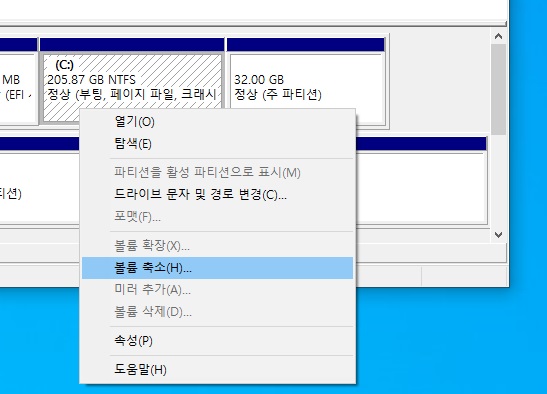 (C:)
MB
205.87 GB NTFS
32.00 GB
(EFI
정상 (부팅, 페이지 파일, 크래시
정상 (주 파티션)
열기(O)
탐색(E)
파티션을 활성 파티션으로 표시(M)
드라이브 문자 및 경로 변경(C)...
포맷(F)...
볼륨 확장(X)...
볼륨 축소(H)...
미러 추가(A)...
볼륨 삭제(D)...
속성(P)
도움말(H)
티션)